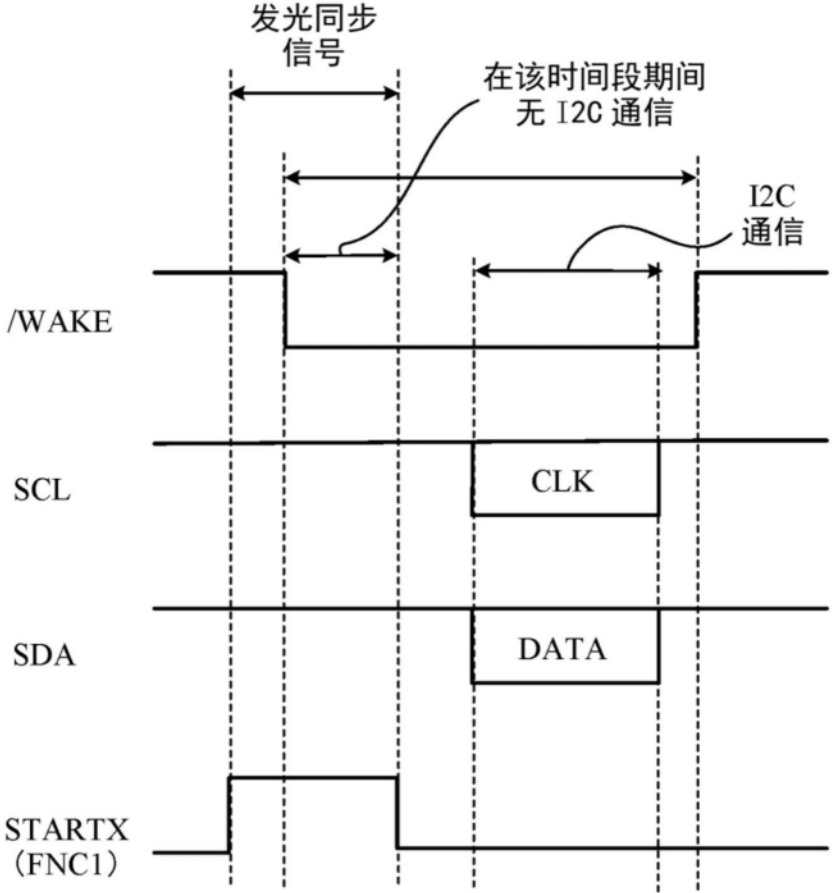 发光同步
信号
在该时间段期间
无 I2C 通信
I2C
通信
/WAKE
SCL
CLK
SDA
DATA
STARTX
（FNC1）